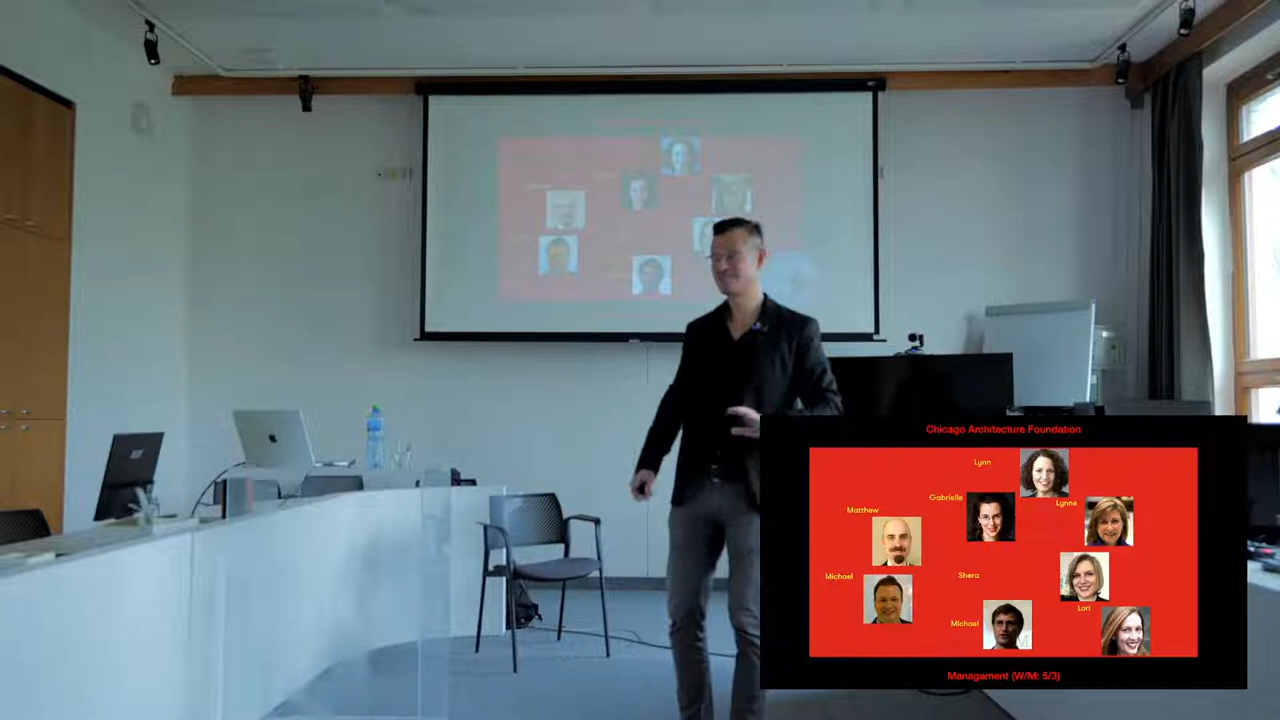 Chicago Architecture Foundation
Lynn
Gabrielle
Lynne
Matthew
Michael
Shera
Lori
Michael
Management (W/M: 5/3)